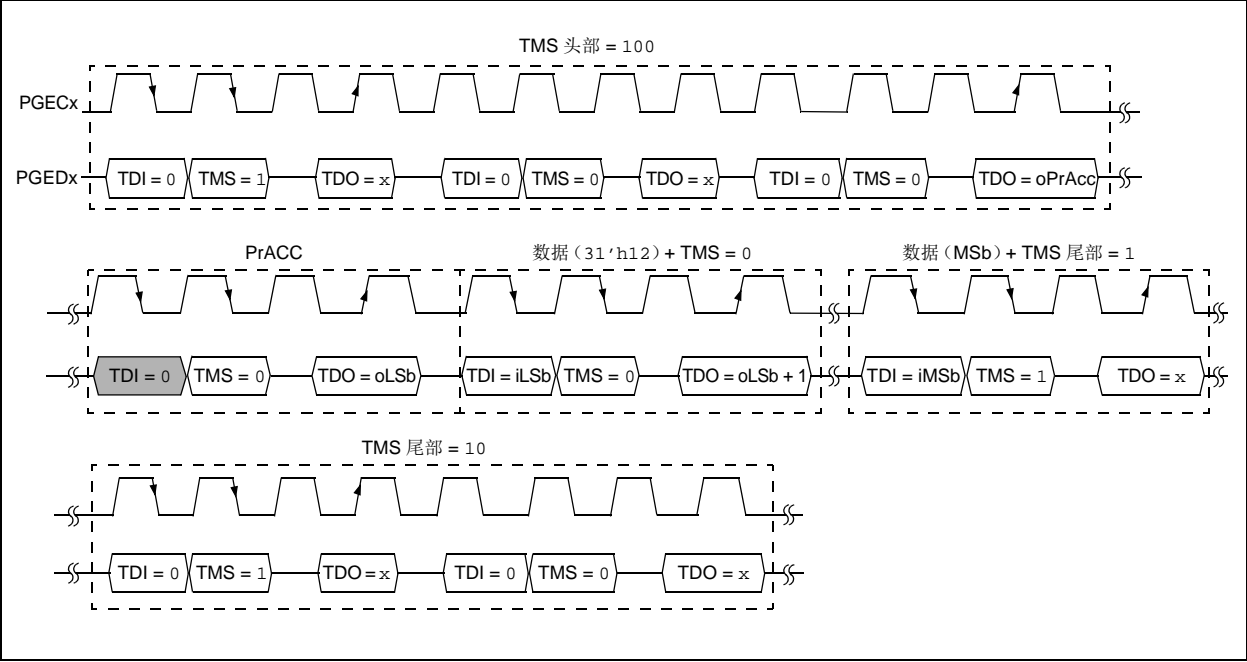 TMS 头部 = 100
PGECx
PGEDx TDI = 0 TMS = 1 TDO = x TDI = 0 TMS = 0 TDO = x TDI = 0 TMS = 0 TDO = oPrAcc
PrACC 数据（31'h12）+ TMS = 0 数据（MSb）+ TMS 尾部 = 1
TDI = 0 TMS = 0 TDO = oLSb TDI = iLSb TMS = 0 TDO = oLSb + 1 TDI = iMSb TMS = 1 TDO = x
TMS 尾部 = 10
TDI = 0 TMS = 1 TDO = x TDI = 0 TMS = 0 TDO = x